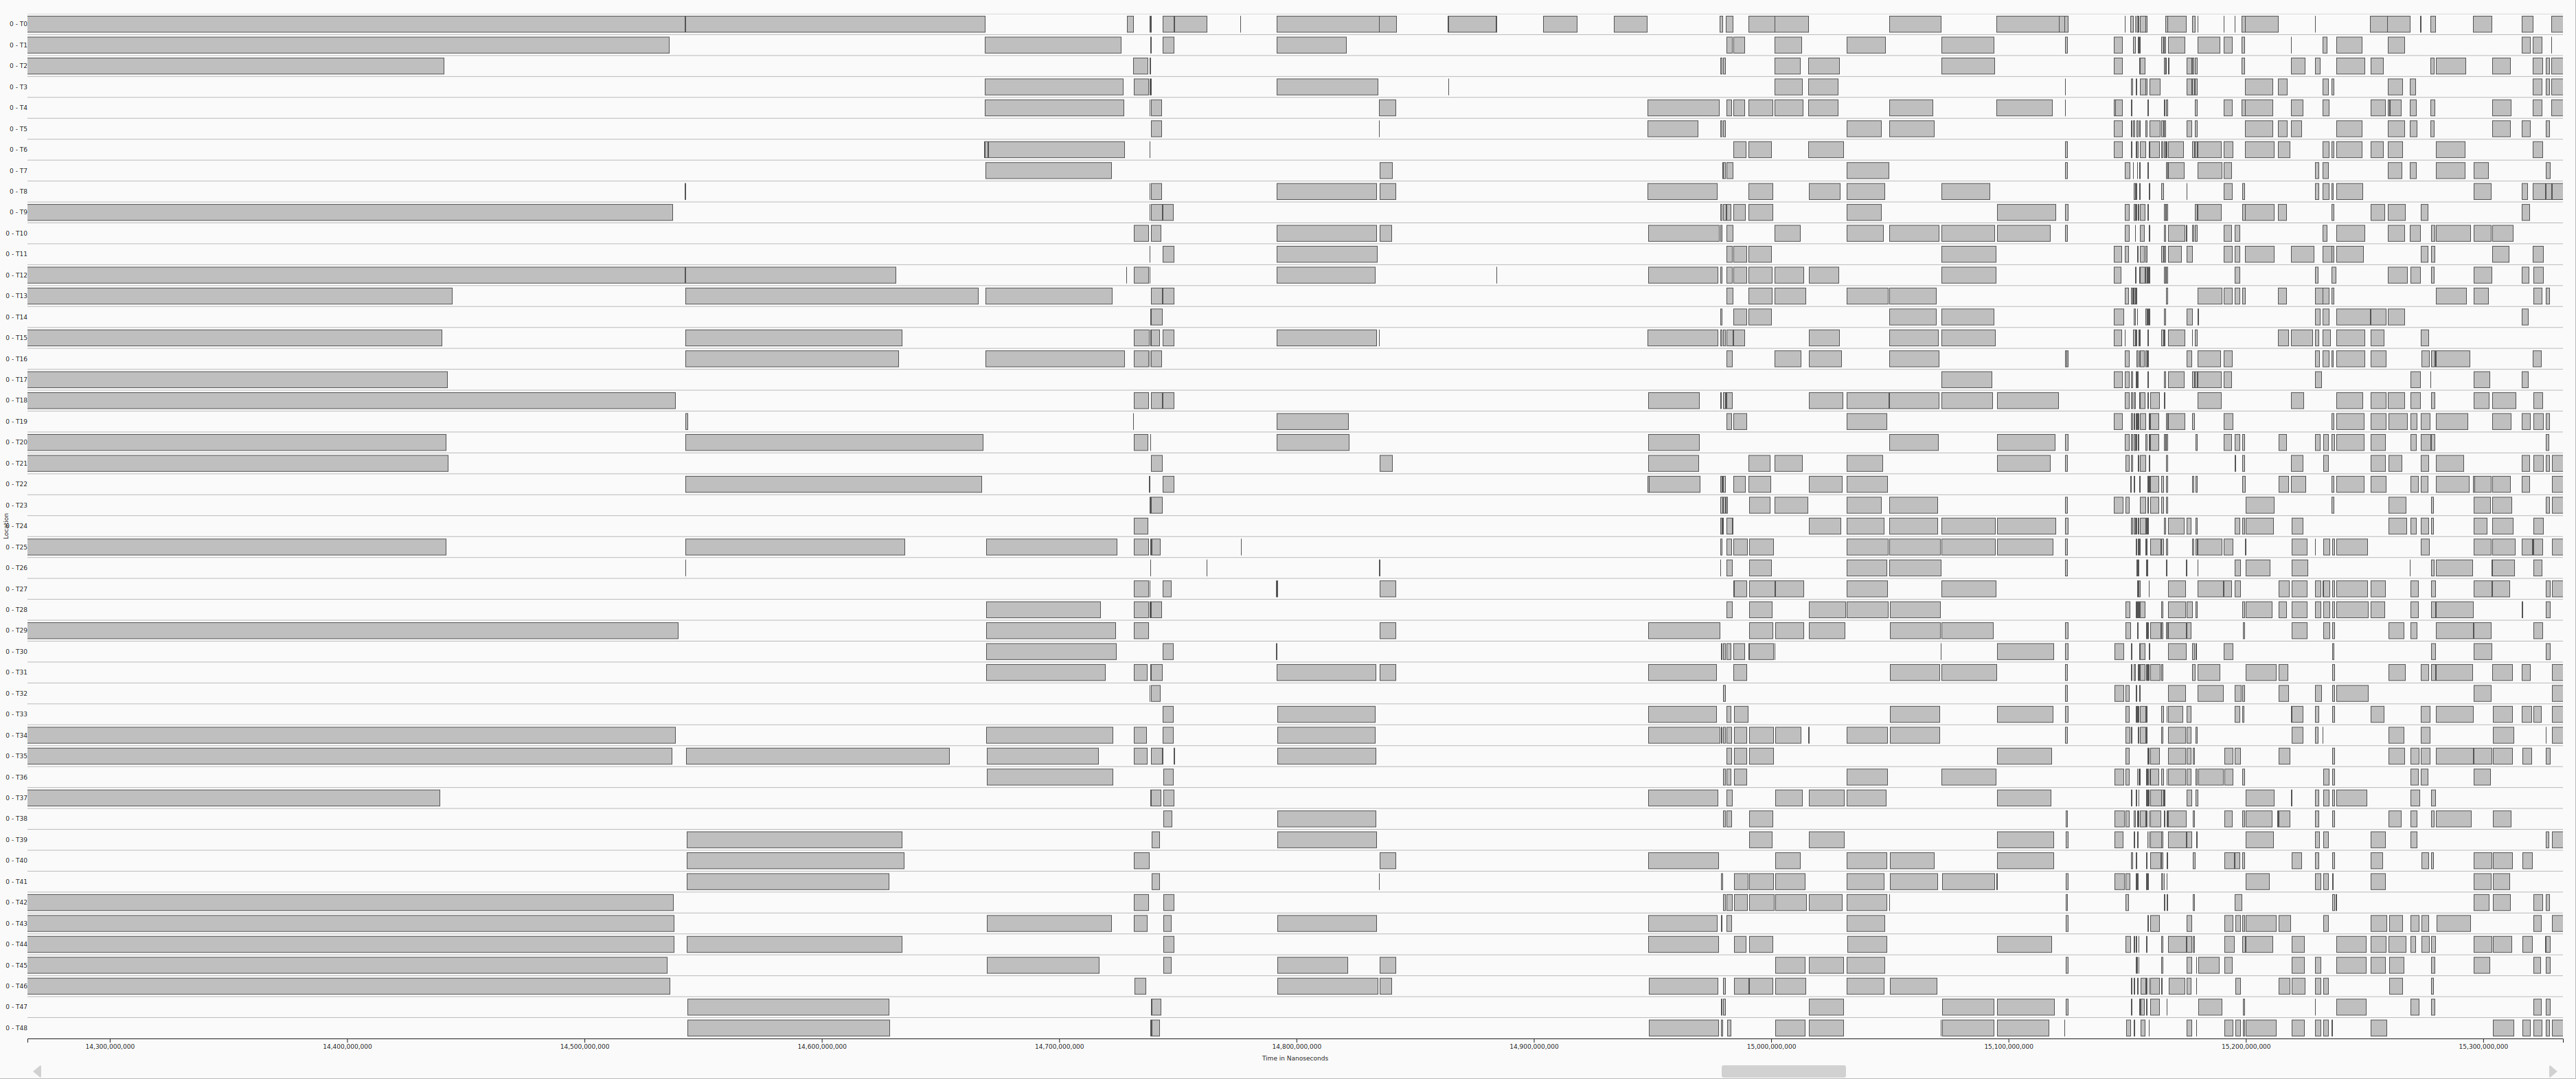 0 - T0
0 - T1
0 - T2
0 - T3
0 - T4
0 - T5
0 - T6
0 - T7
0 - T8
0 - T9
0 - T10
0 - T11
0 - T12
0 - T13
0 - T14
0 - T15
0 - T16
0 - T17
0 - T18
0 - T19
0 - T20
0 - T21
0 - T22
0 - T23
0 - T24
0 - T25
0 - T26
0 - T27
0 - T28
0 - T29
0 - T30
0 - T31
0 - T32
0 - T33
0 - T34
0 - T35
0 - T36
0 - T37
0 - T38
0 - T39
0 - T40
0 - T41
0 - T42
0 - T43
0 - T44
0 - T45
0 - T46
0 - T47
0 - T48
Location
14,300,000,000 14,400,000,000 14,500,000,000 14,600,000,000 14,700,000,000 14,800,000,000 14,900,000,000 15,000,000,000 15,100,000,000 15,200,000,000 15,300,000,000
Time in Nanoseconds